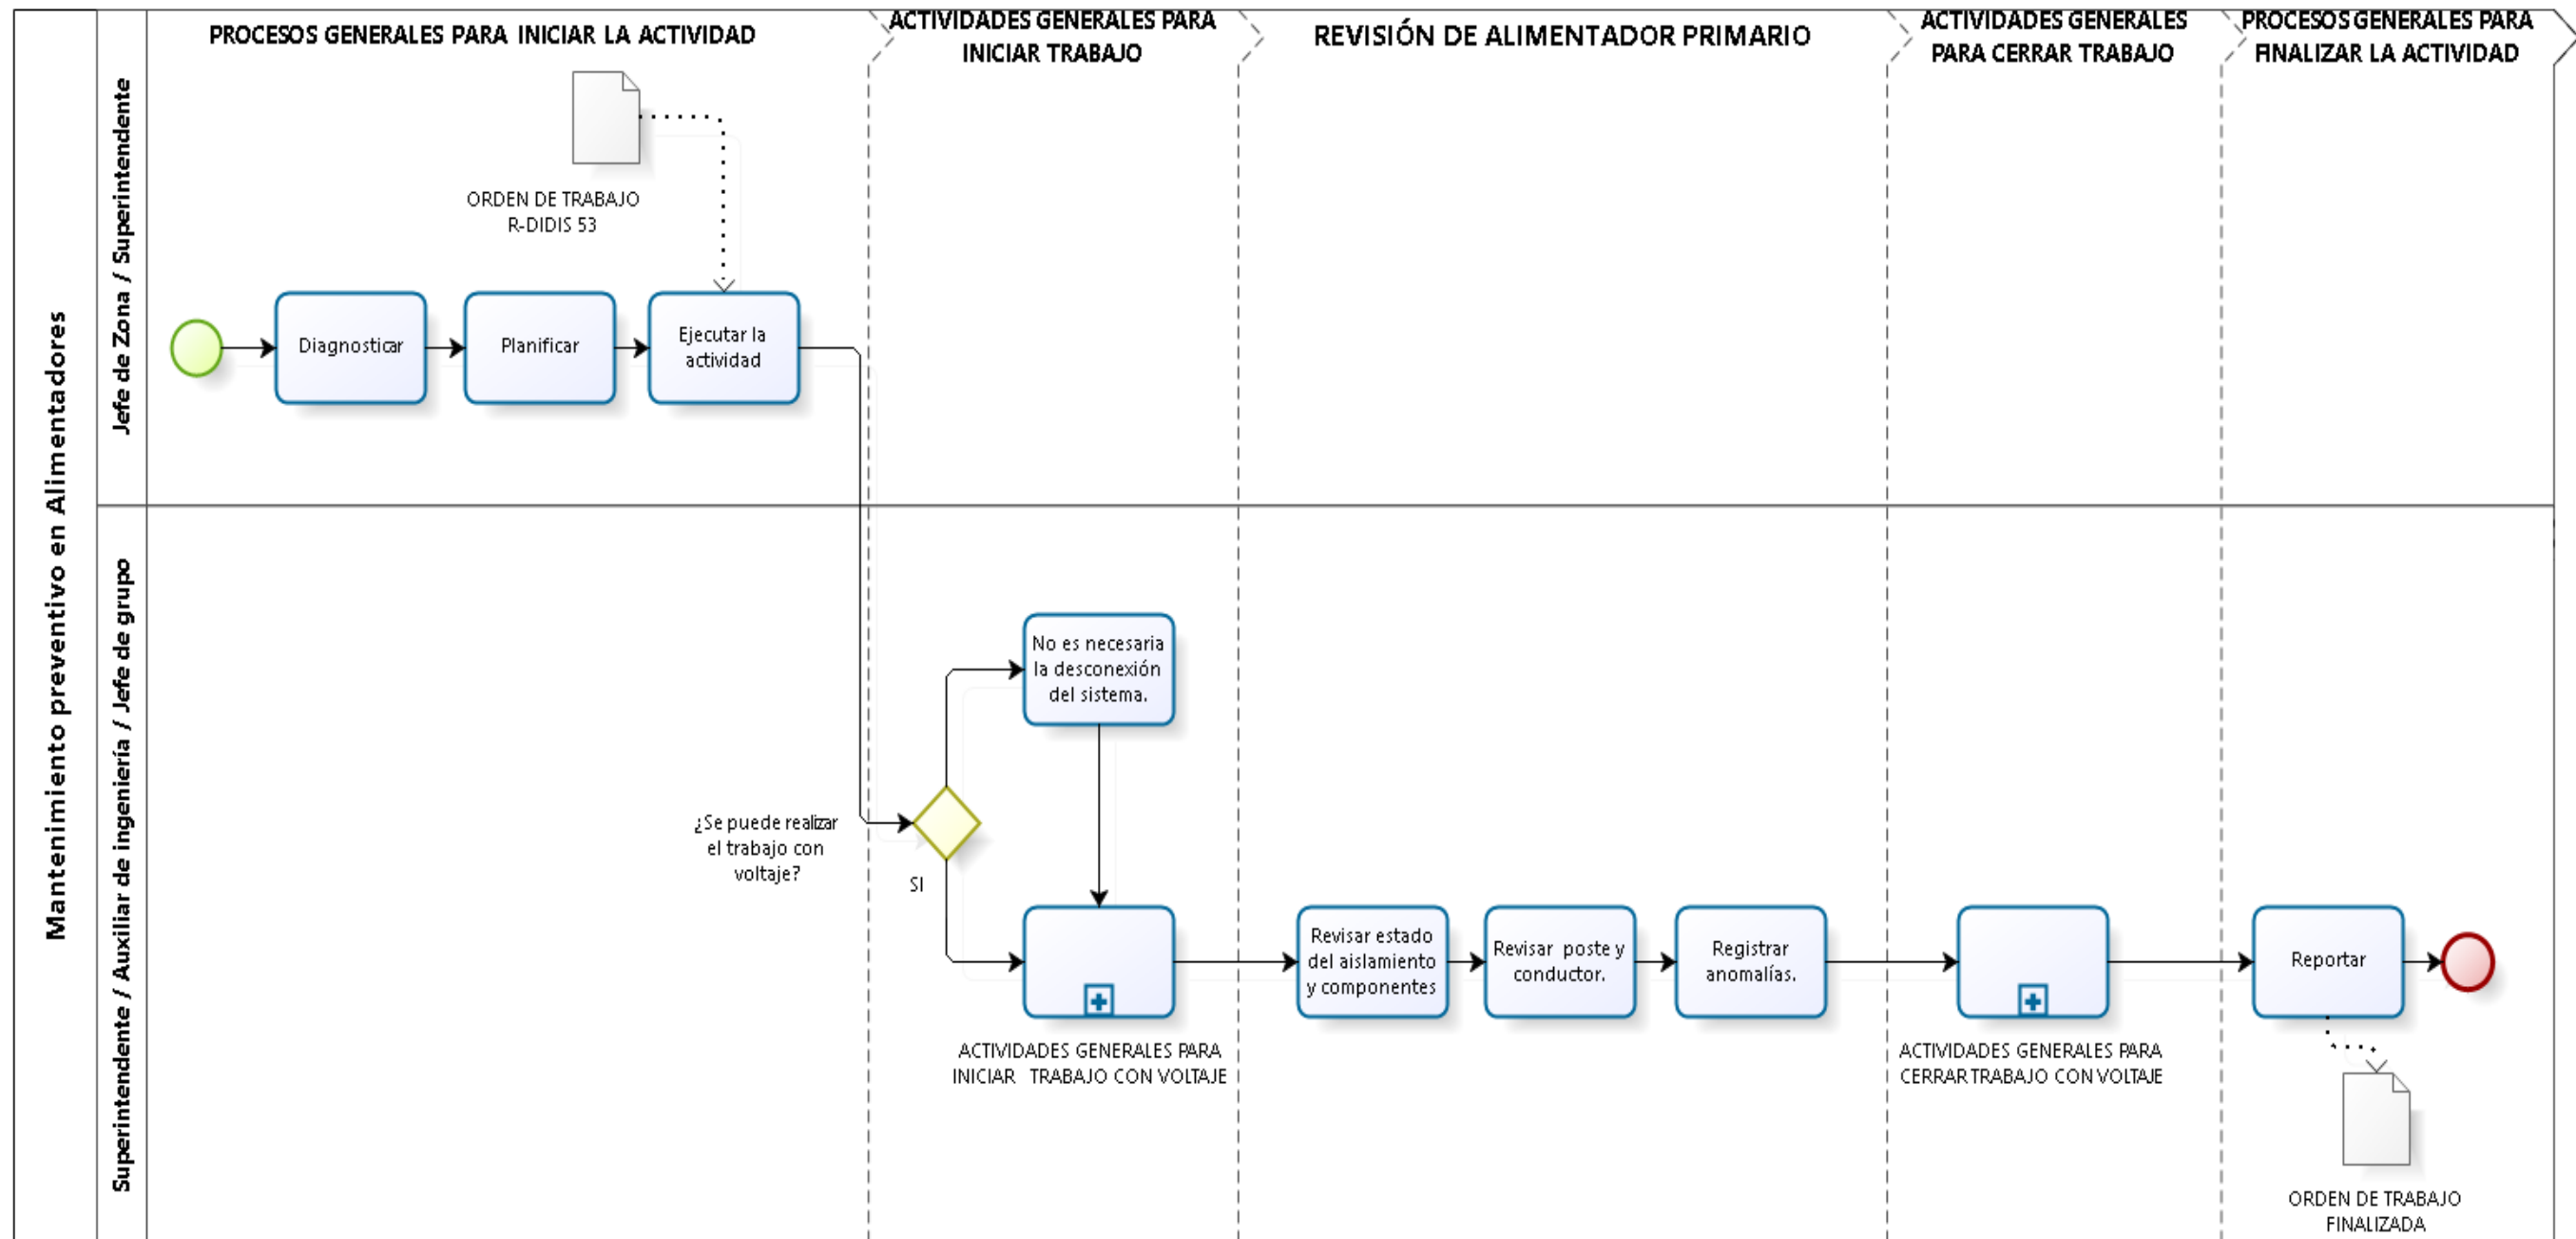 PROCESOS GENERALES PARA INICIAR LA ACTIVIDAD
ACTIVIDADES GENERALES PARA
INICIAR TRABAJO
REVISIÓN DE ALIMENTADOR PRIMARIO
ACTIVIDADES GENERALES
PARA CERRAR TRABAJO
PROCESOS GENERALES PARA
FINALIZAR LA ACTIVIDAD
Mantenimiento preventivo en Alimentadores
Jefe de Zona / Superintendente
ORDEN DE TRABAJO
R-DIDIS 53
Diagnosticar
Planificar
Ejecutar la
actividad
Superintendente / Auxiliar de ingeniería / Jefe de grupo
¿Se puede realizar
el trabajo con
voltaje?
SI
No es necesaria
la desconexión
del sistema.
ACTIVIDADES GENERALES PARA
INICIAR TRABAJO CON VOLTAJE
Revisar estado
del aislamiento
y componentes
Revisar poste y
conductor.
Registrar
anomalías.
ACTIVIDADES GENERALES PARA
CERRAR TRABAJO CON VOLTAJE
Reportar
ORDEN DE TRABAJO
FINALIZADA